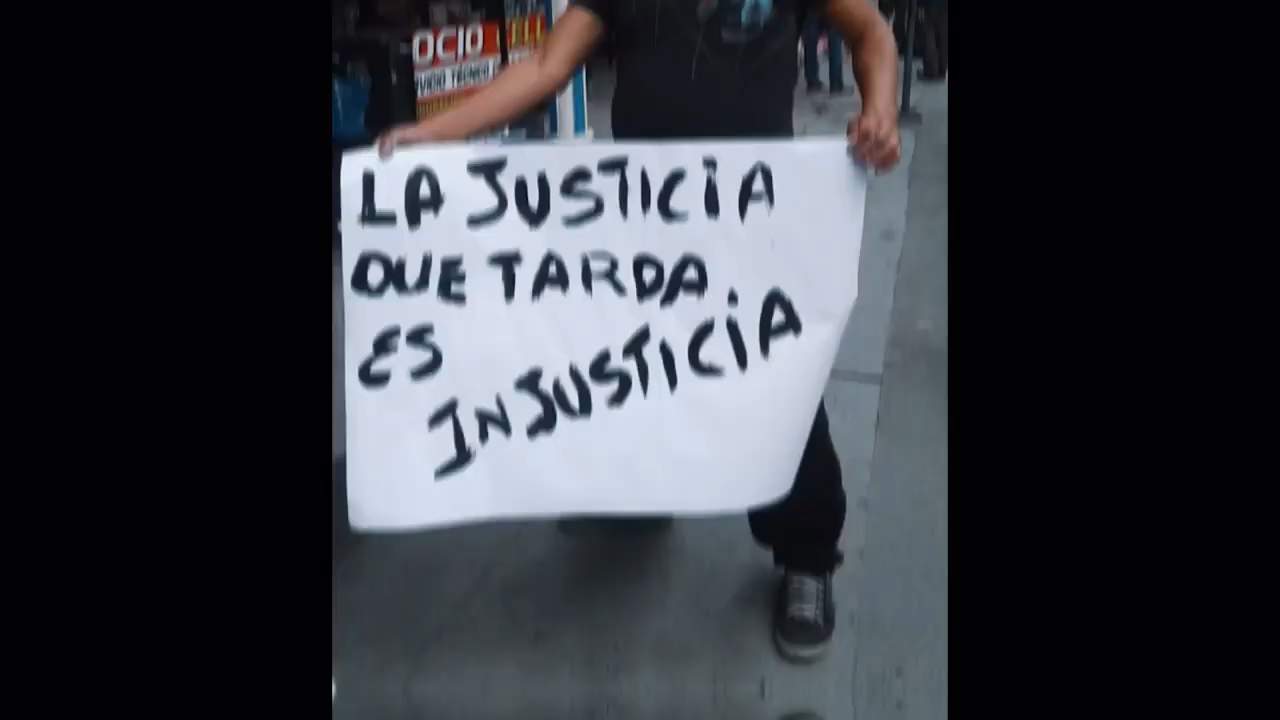 OCIO
LA JUSTICIA
QUE TARDA
ES
INJUSTICIA